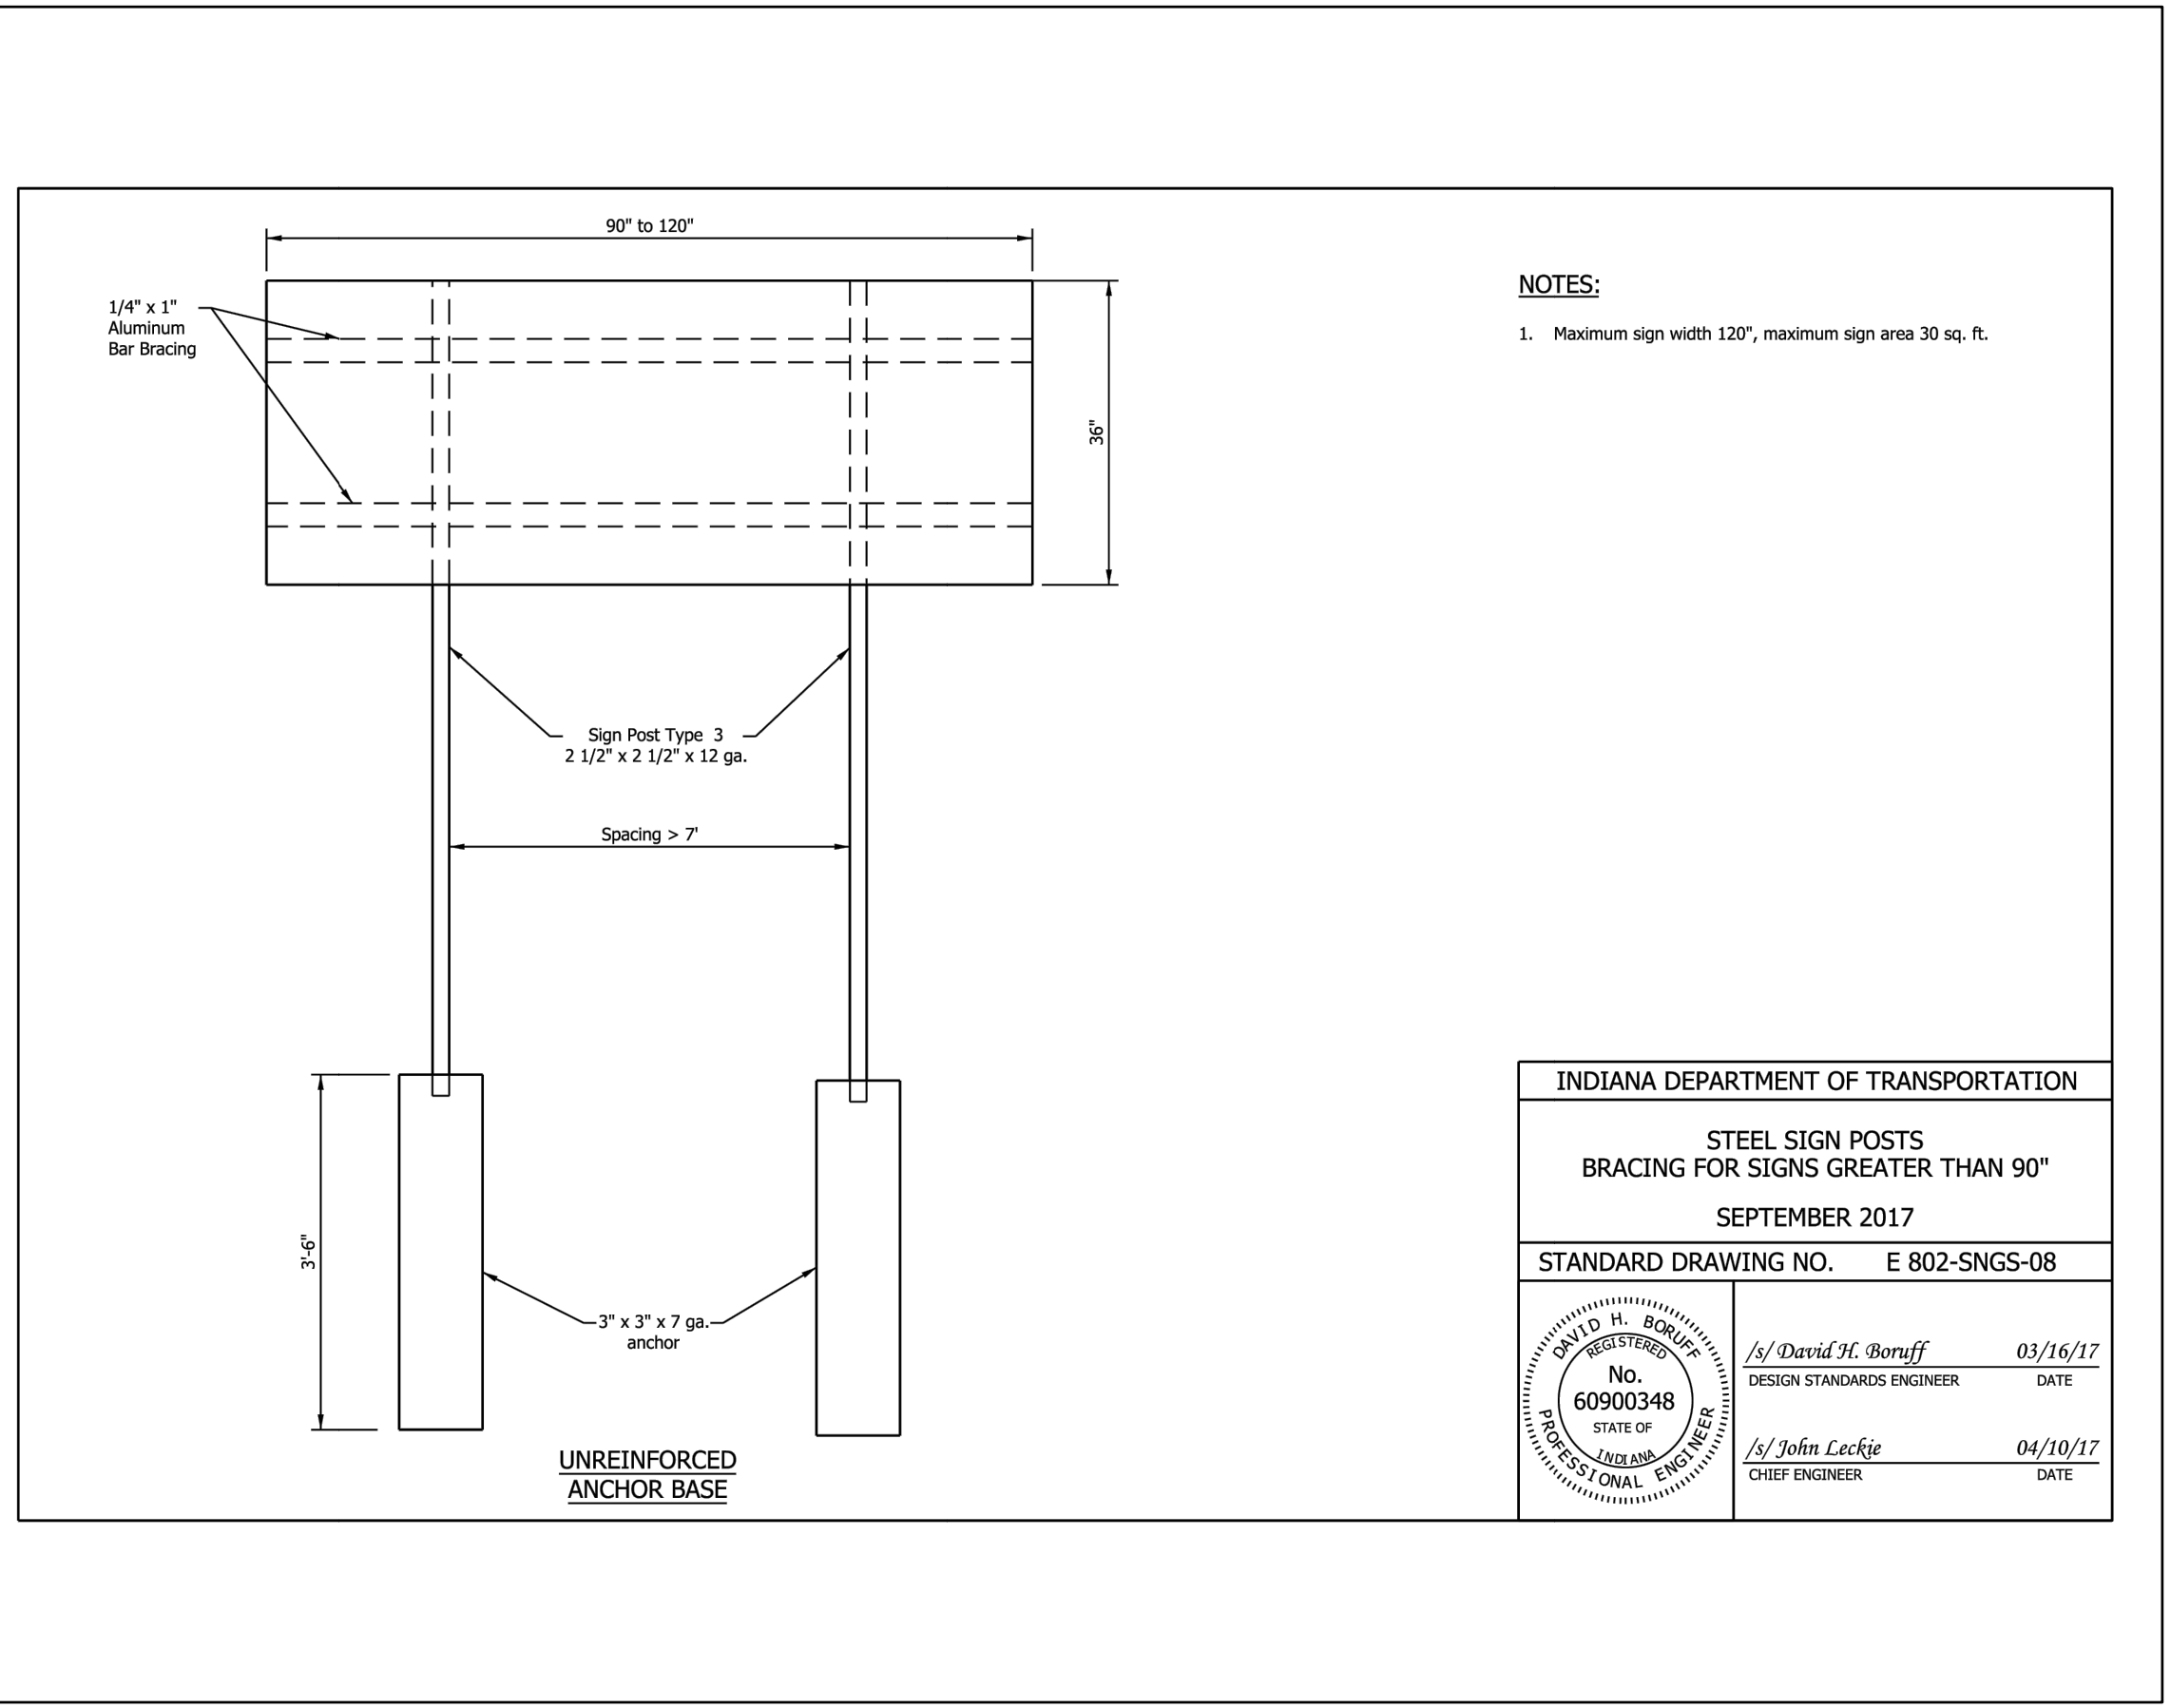 90" to 120"
1/4" x 1"
Aluminum
Bar Bracing
36"
NOTES:
1. Maximum sign width 120", maximum sign area 30 sq. ft.
Sign Post Type 3
2 1/2" x 2 1/2" x 12 ga.
Spacing > 7'
3'-6"
3" x 3" x 7 ga.
anchor
UNREINFORCED
ANCHOR BASE
INDIANA DEPARTMENT OF TRANSPORTATION
STEEL SIGN POSTS
BRACING FOR SIGNS GREATER THAN 90"
SEPTEMBER 2017
STANDARD DRAWING NO. E 802-SNGS-08
DAVID H. BORUFF
REGISTERED
No.
60900348
STATE OF
INDIANA
PROFESSIONAL ENGINEER
/s/ David H. Boruff 03/16/17
DESIGN STANDARDS ENGINEER DATE
/s/ John Leckie 04/10/17
CHIEF ENGINEER DATE